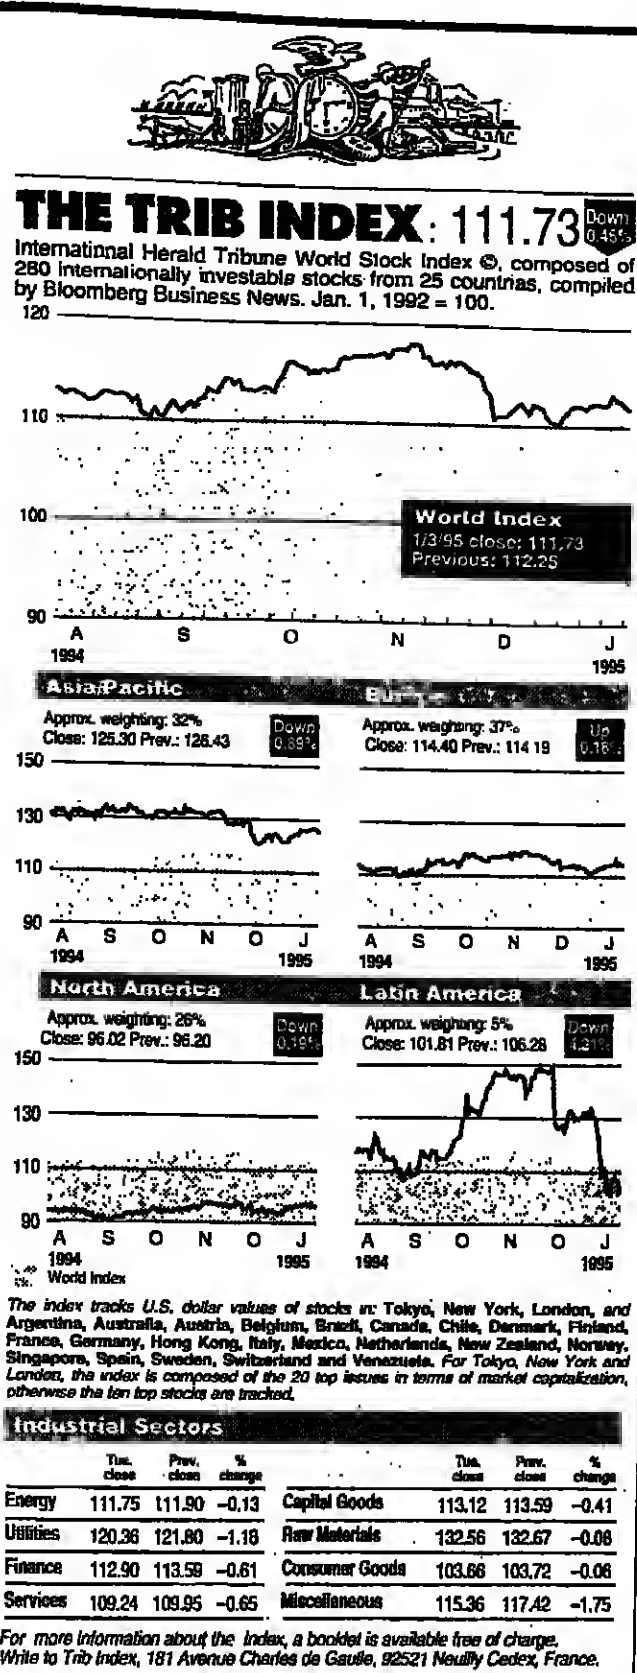 THE TRIB INDEX: 111.73 Down 0.46%
International Herald Tribune World Stock Index ©, composed of
280 internationally investable stocks from 25 countries, compiled
by Bloomberg Business News. Jan. 1, 1992 = 100.
120
110
100
90
World Index
1/3/95 close: 111.73
Previous: 112.25
A S O N D J
1994 1995
Asia/Pacific
Approx. weighting: 32%
Close: 125.30 Prev.: 126.43
Down 0.89%
150
130
110
90
A S O N D J
1994 1995
Europe
Approx. weighting: 37%
Close: 114.40 Prev.: 114.19
Up 0.18%
A S O N D J
1994 1995
North America
Approx. weighting: 26%
Close: 96.02 Prev.: 96.20
Down 0.19%
150
130
110
90
A S O N D J
1994 1995
World Index
Latin America
Approx. weighting: 5%
Close: 101.81 Prev.: 106.28
Down
A S O N D J
1994 1995
The index tracks U.S. dollar values of stocks in: Tokyo, New York, London, and
Argentina, Australia, Austria, Belgium, Brazil, Canada, Chile, Denmark, Finland,
France, Germany, Hong Kong, Italy, Mexico, Netherlands, New Zealand, Norway,
Singapore, Spain, Sweden, Switzerland and Venezuela. For Tokyo, New York and
London, the index is composed of the 20 top issues in terms of market capitalization,
otherwise the ten top stocks are tracked.
Industrial Sectors
Tue. close Prev. close % change
Energy 111.75 111.90 –0.13
Utilities 120.36 121.80 –1.18
Finance 112.90 113.59 –0.61
Services 109.24 109.95 –0.65
Tue. close Prev. close % change
Capital Goods 113.12 113.59 –0.41
Raw Materials 132.56 132.67 –0.08
Consumer Goods 103.66 103.72 –0.06
Miscellaneous 115.36 117.42 –1.75
For more information about the Index, a booklet is available free of charge.
Write to Trib Index, 181 Avenue Charles de Gaulle, 92521 Neuilly Cedex, France.